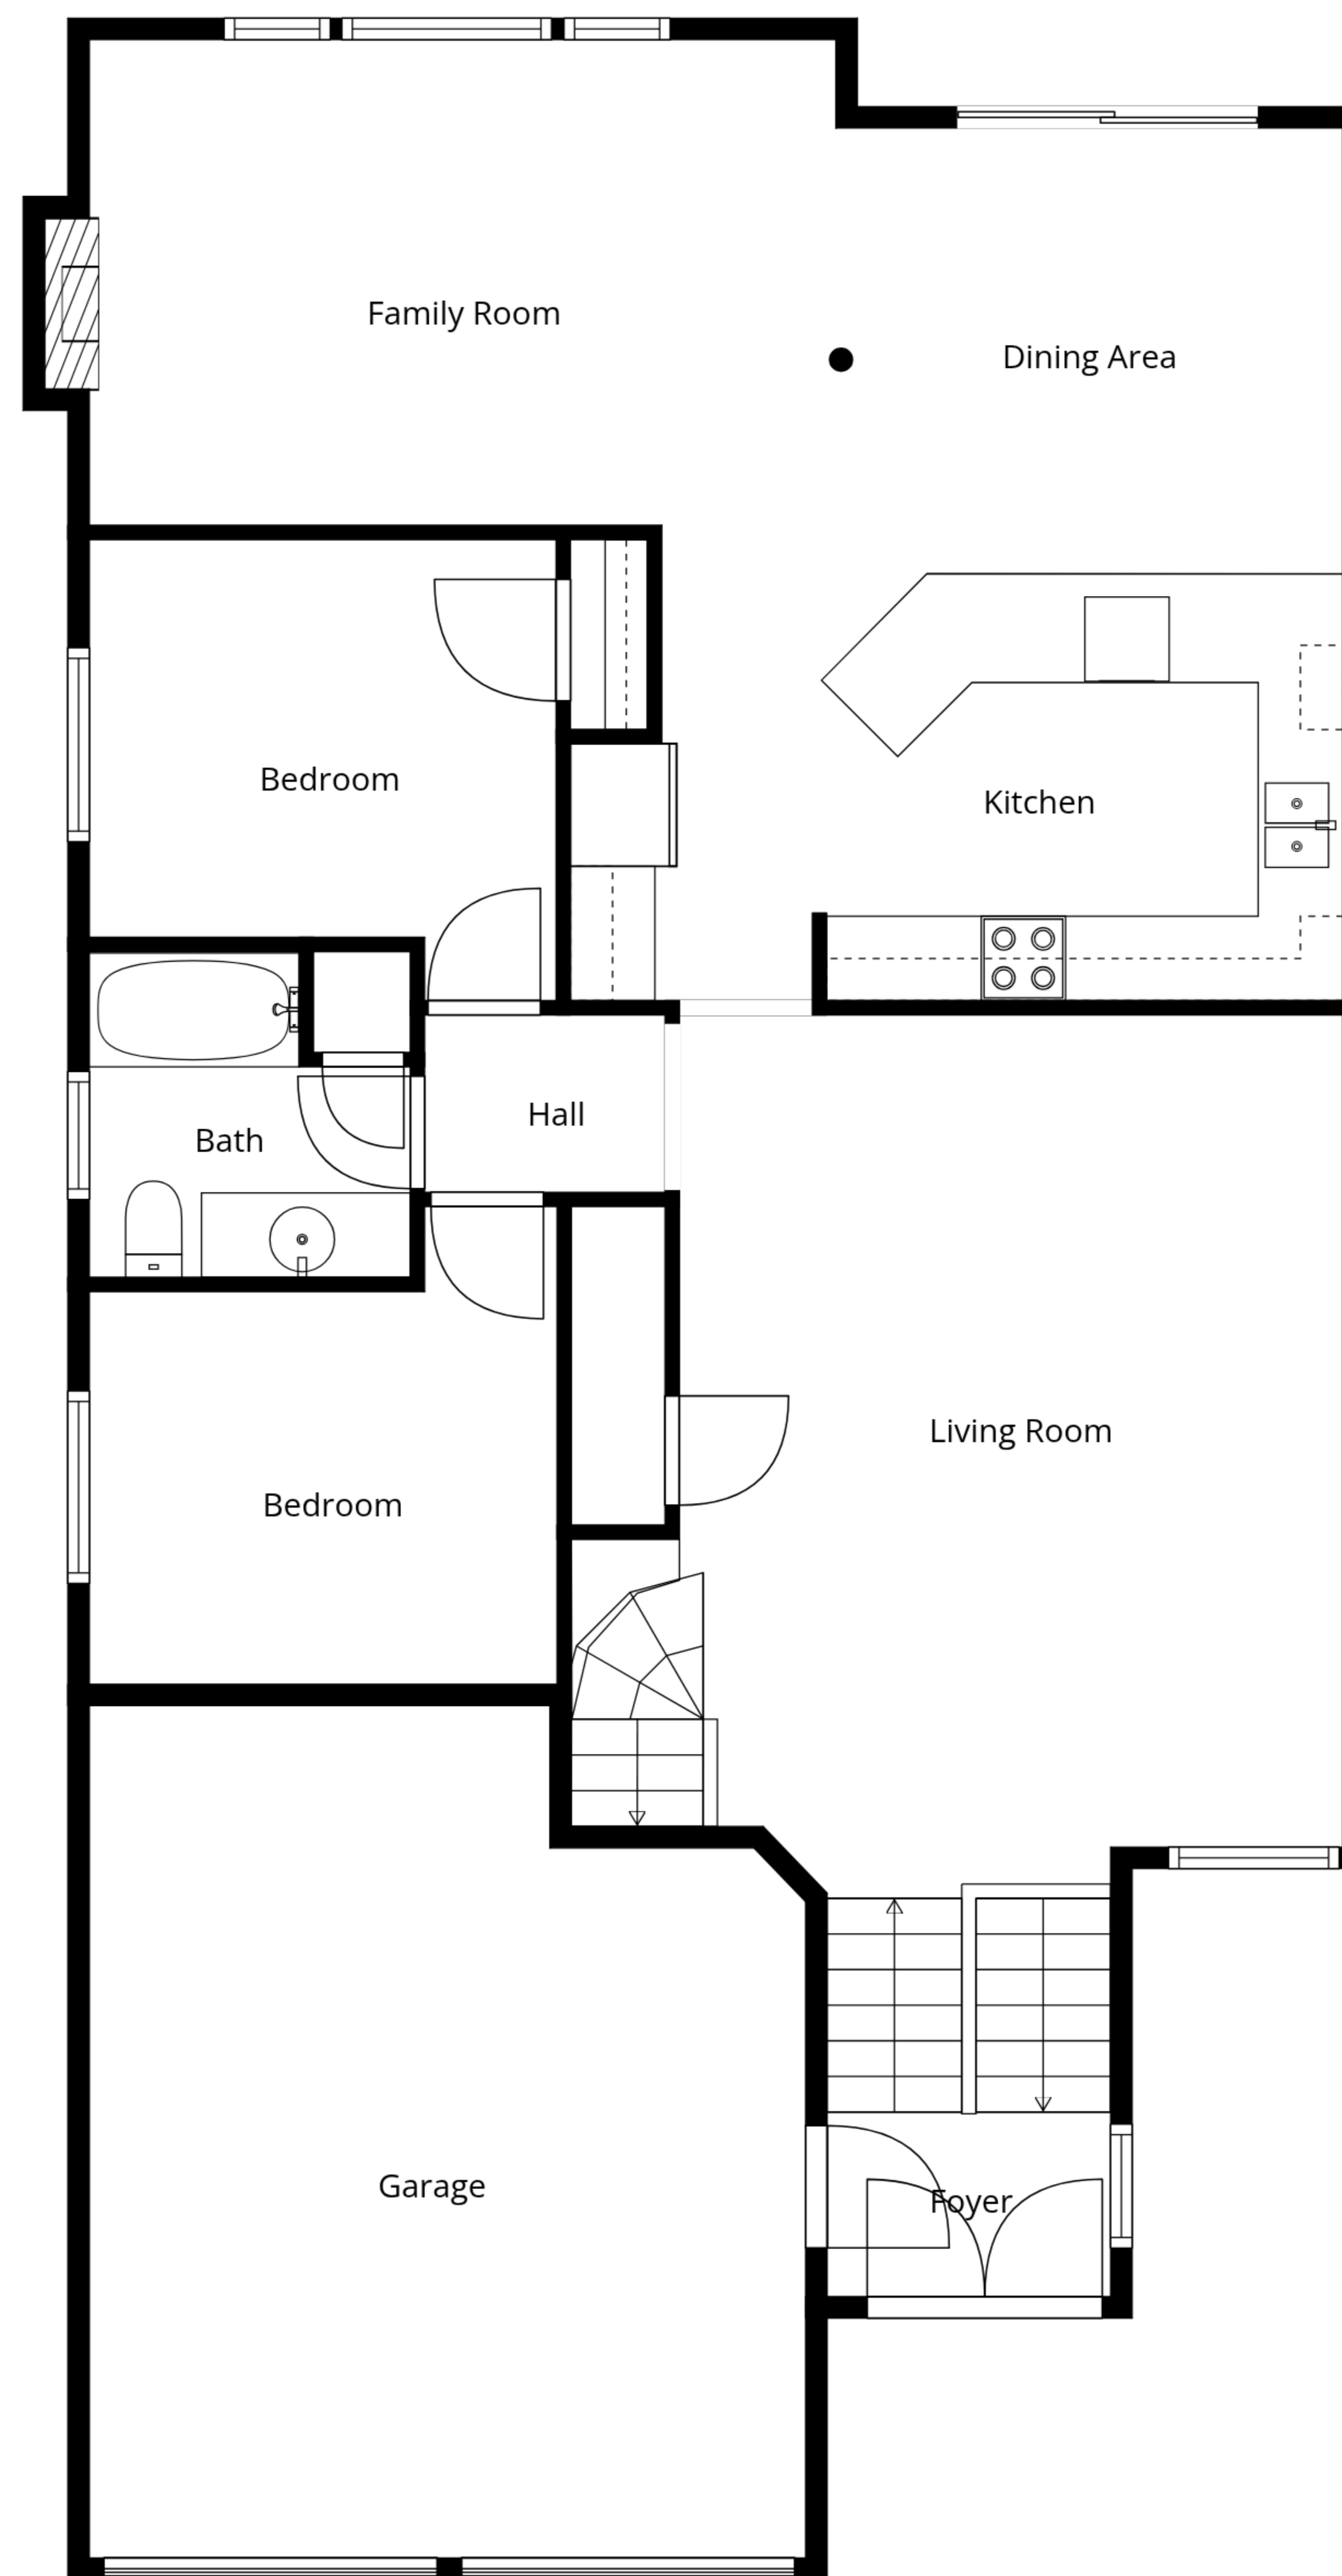 Family Room
Dining Area
Bedroom
Kitchen
Hall
Bath
Living Room
Bedroom
Garage
Foyer